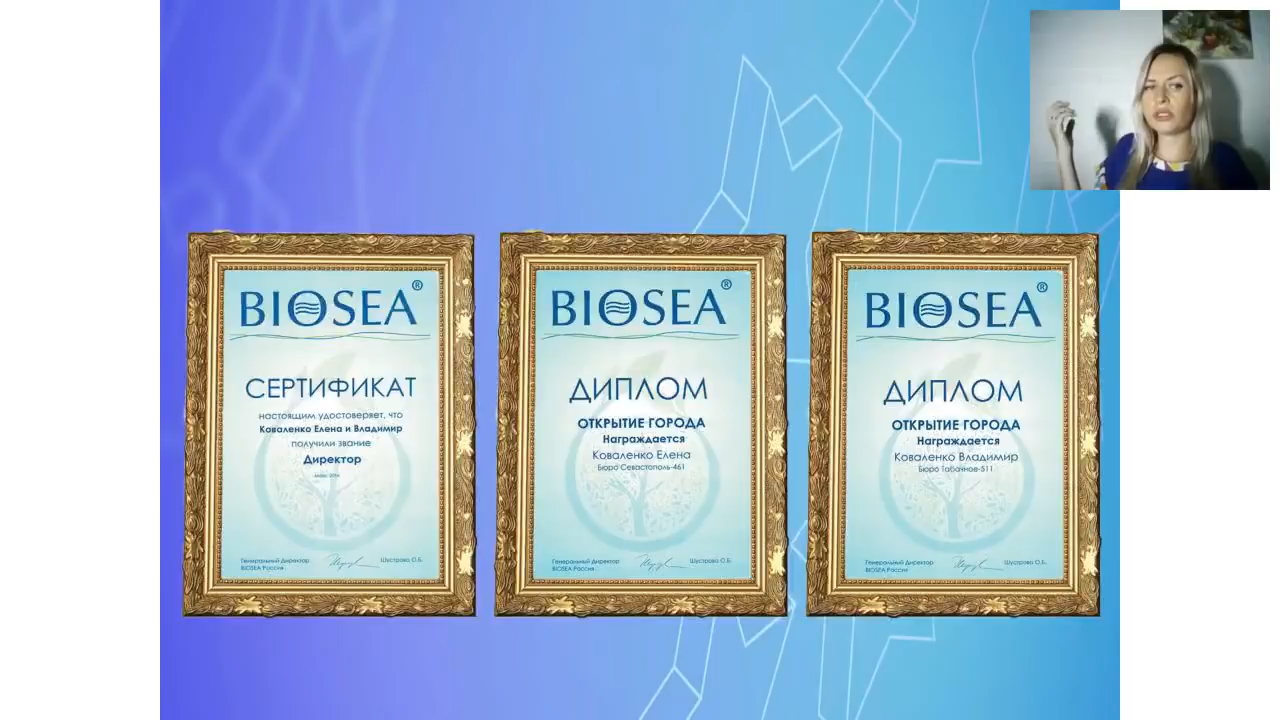 BIOSEA®
СЕРТИФИКАТ
настоящим удостоверяет, что
Коваленко Елена и Владимир
получили звание
Директор
Генеральный Директор
BIOSEA Россия
Шустрова О.Б.
BIOSEA®
ДИПЛОМ
ОТКРЫТИЕ ГОРОДА
Награждается
Коваленко Елена
Бюро Севастополь-461
Генеральный Директор
BIOSEA Россия
Шустрова О.Б.
BIOSEA®
ДИПЛОМ
ОТКРЫТИЕ ГОРОДА
Награждается
Коваленко Владимир
Бюро Табачное-511
Генеральный Директор
BIOSEA Россия
Шустрова О.Б.